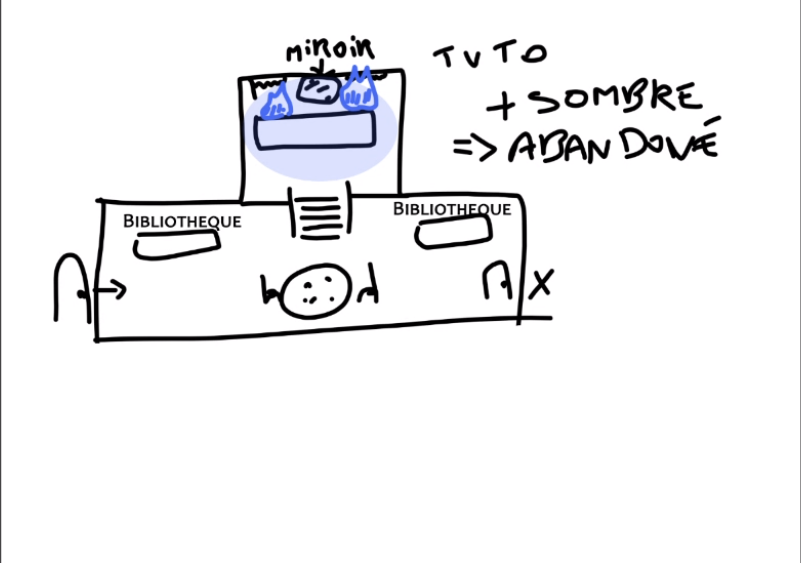 MIROIR
TUTO
+ SOMBRE
=> ABANDONÉ
BIBLIOTHEQUE
BIBLIOTHEQUE
X